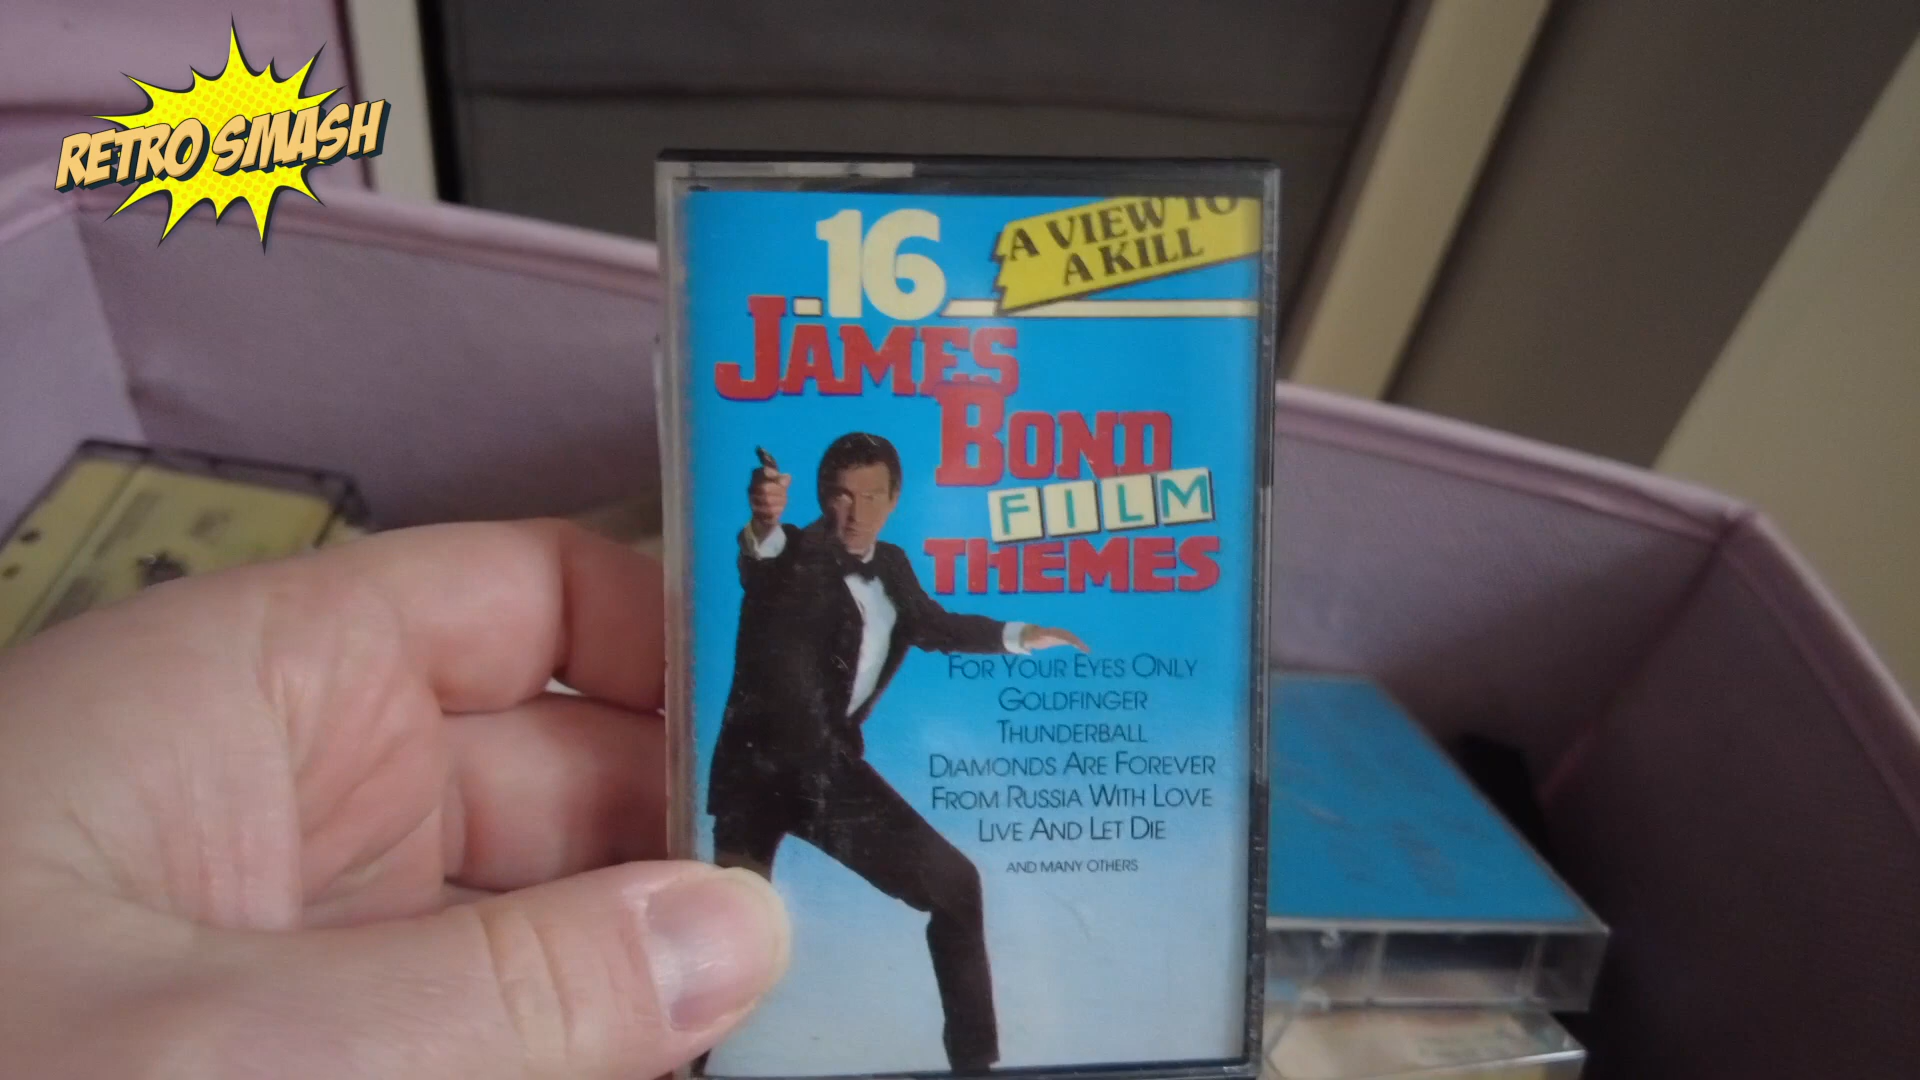 RETRO SMASH
16
A VIEW TO
A KILL
JAMES
BOND
FILM
THEMES
FOR YOUR EYES ONLY
GOLDFINGER
THUNDERBALL
DIAMONDS ARE FOREVER
FROM RUSSIA WITH LOVE
LIVE AND LET DIE
AND MANY OTHERS